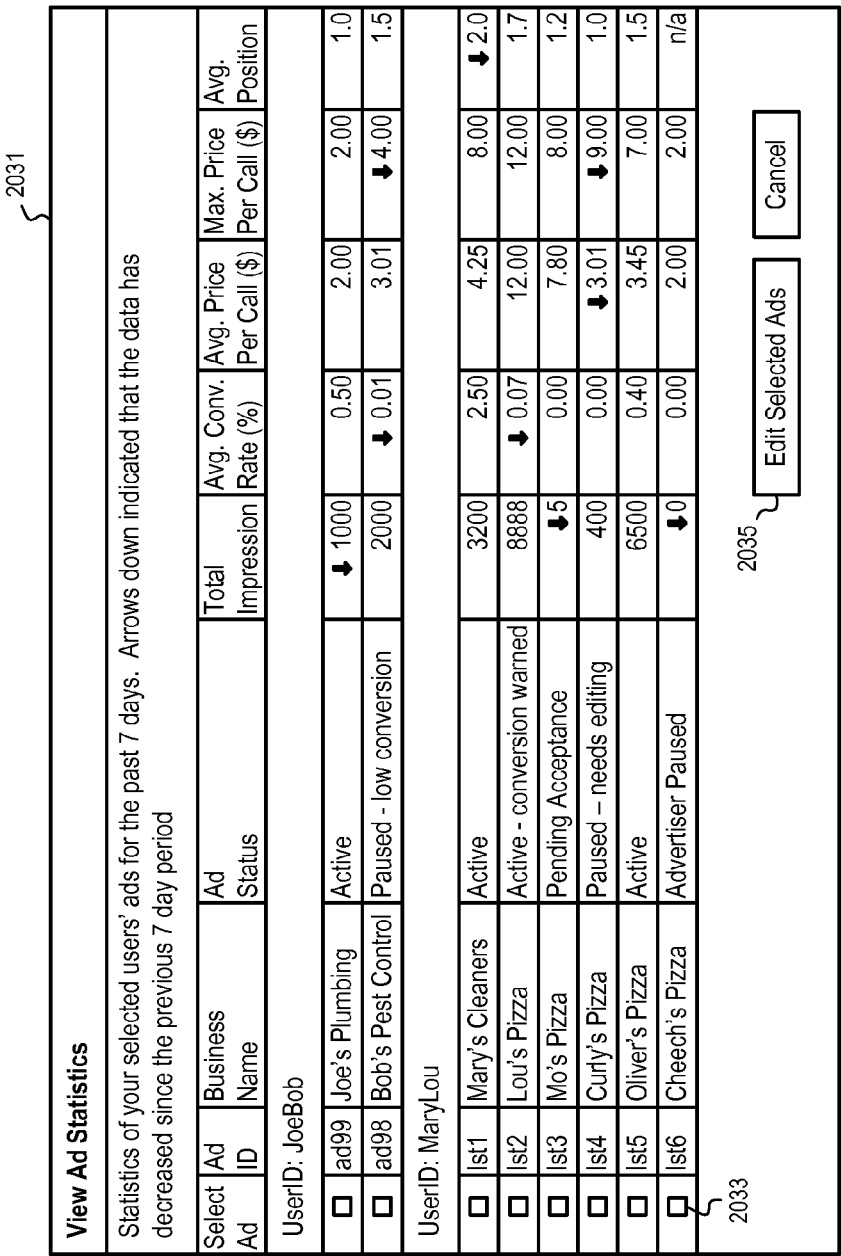 2031
View Ad Statistics
Statistics of your selected users' ads for the past 7 days. Arrows down indicated that the data has
decreased since the previous 7 day period
Select Ad Business Ad Total Avg. Conv. Avg. Price Max. Price Avg.
Ad ID Name Status Impression Rate (%) Per Call ($) Per Call ($) Position
UserID: JoeBob
ad99 Joe's Plumbing Active ↓ 1000 0.50 2.00 2.00 1.0
ad98 Bob's Pest Control Paused - low conversion 2000 ↓ 0.01 3.01 ↓ 4.00 1.5
UserID: MaryLou
lst1 Mary's Cleaners Active 3200 2.50 4.25 8.00 ↓ 2.0
lst2 Lou's Pizza Active - conversion warned 8888 ↓ 0.07 12.00 12.00 1.7
lst3 Mo's Pizza Pending Acceptance ↓ 5 0.00 7.80 8.00 1.2
lst4 Curly's Pizza Paused – needs editing 400 0.00 ↓ 3.01 ↓ 9.00 1.0
lst5 Oliver's Pizza Active 6500 0.40 3.45 7.00 1.5
lst6 Cheech's Pizza Advertiser Paused ↓ 0 0.00 2.00 2.00 n/a
2033
2035
Edit Selected Ads Cancel